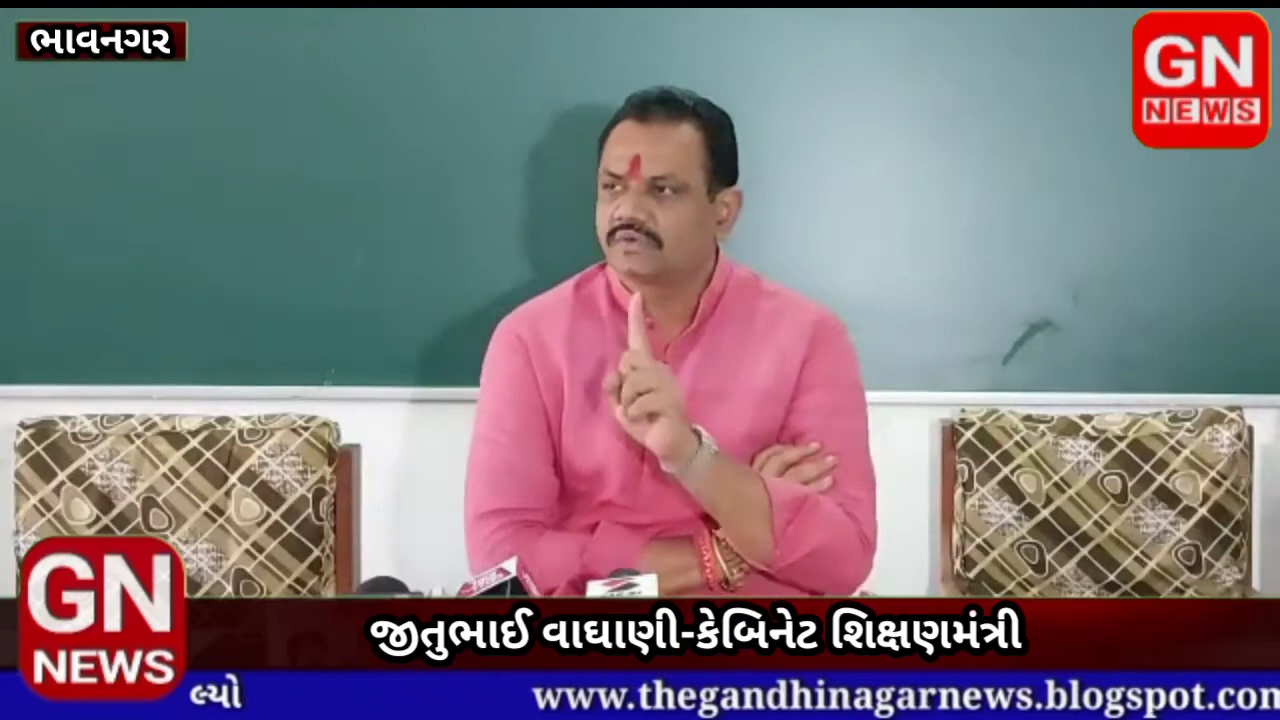 ભાવનગર
GN
NEWS
જીતુભાઈ વાઘાણી-કેબિનેટ શિક્ષણમંત્રી
GN
NEWS
લ્યો
www.thegandhinagarnews.blogspot.com